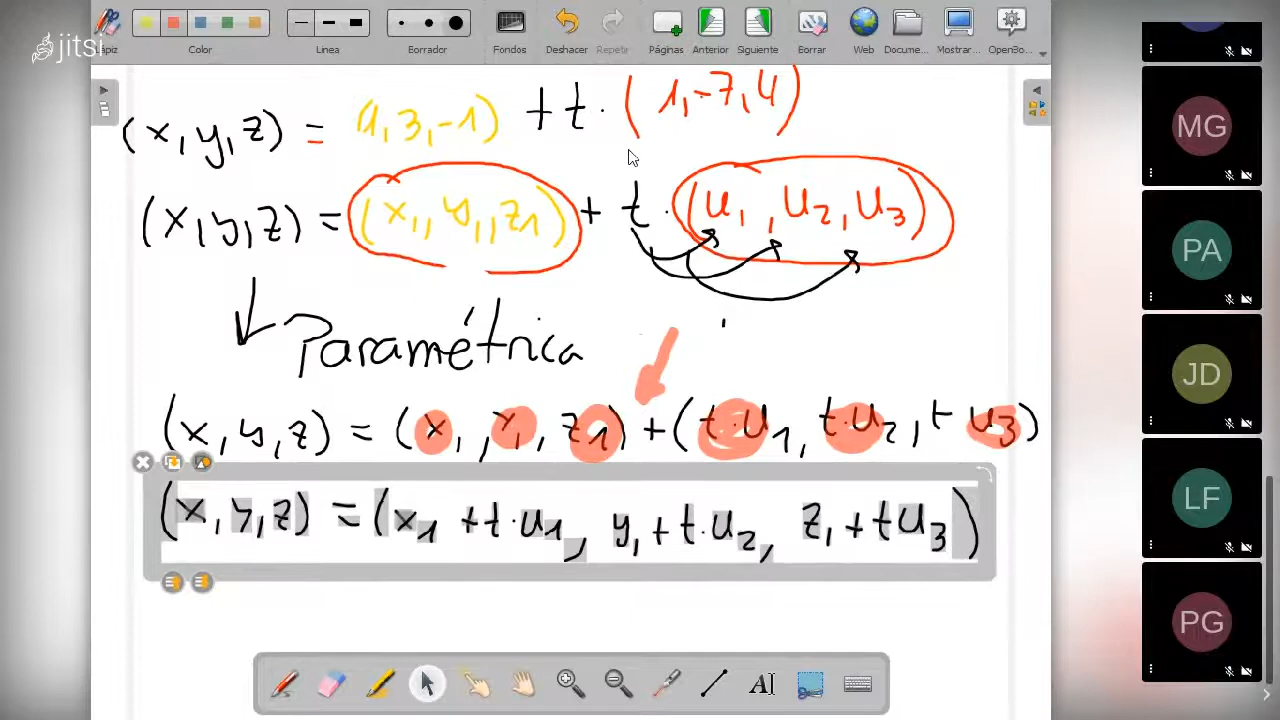 Lápiz Color Linea Borrador Fondos Deshacer Repetir Páginas Anterior Siguiente Borrar Web Docume... Mostrar... OpenBo...
jitsi
(x,y,z) = (1,3,-1) + t·(1,-7,4)
(x,y,z) = (x₁,y₁,z₁) + t·(u₁,u₂,u₃)
Paramétrica
(x,y,z) = (x₁,y₁,z1) + (t·u₁,t·u₂,t u₃)
(x,y,z) = (x₁ + t·u₁, y₁ + t·u₂, z₁ + tu₃)
MG
PA
JD
LF
PG